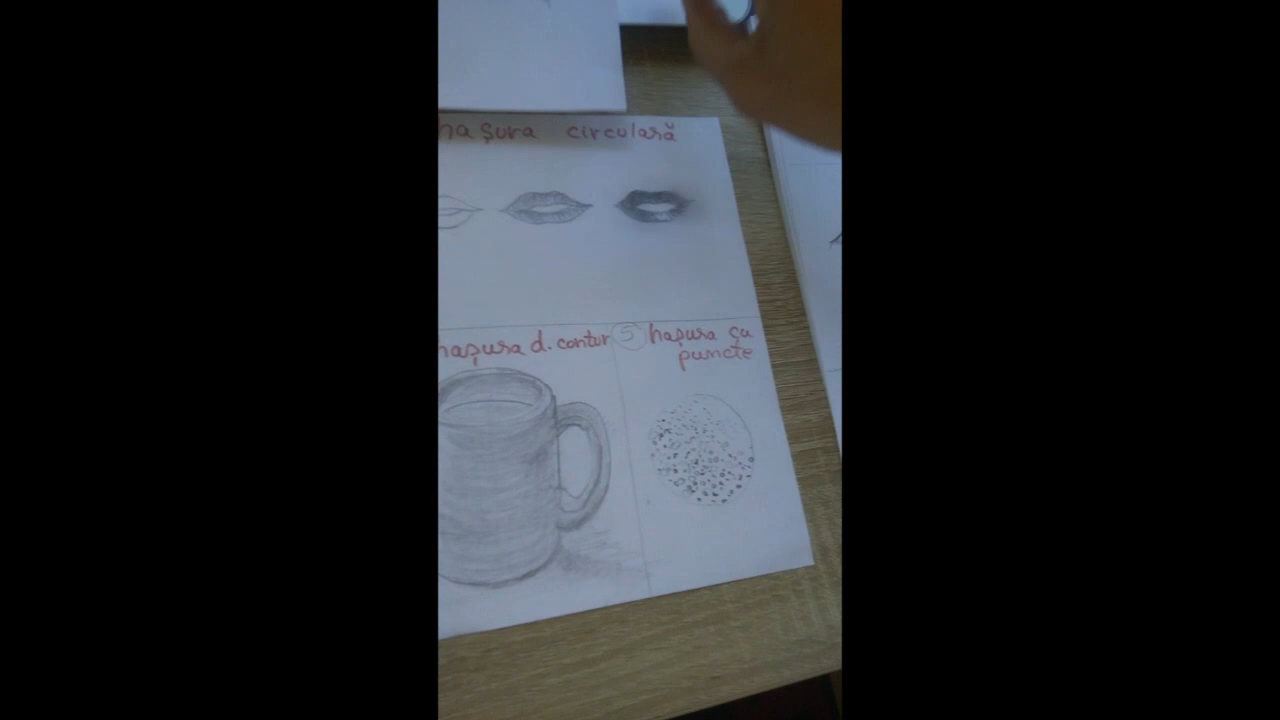 hașura circulară
hașura d. contur
5 hașura cu
puncte